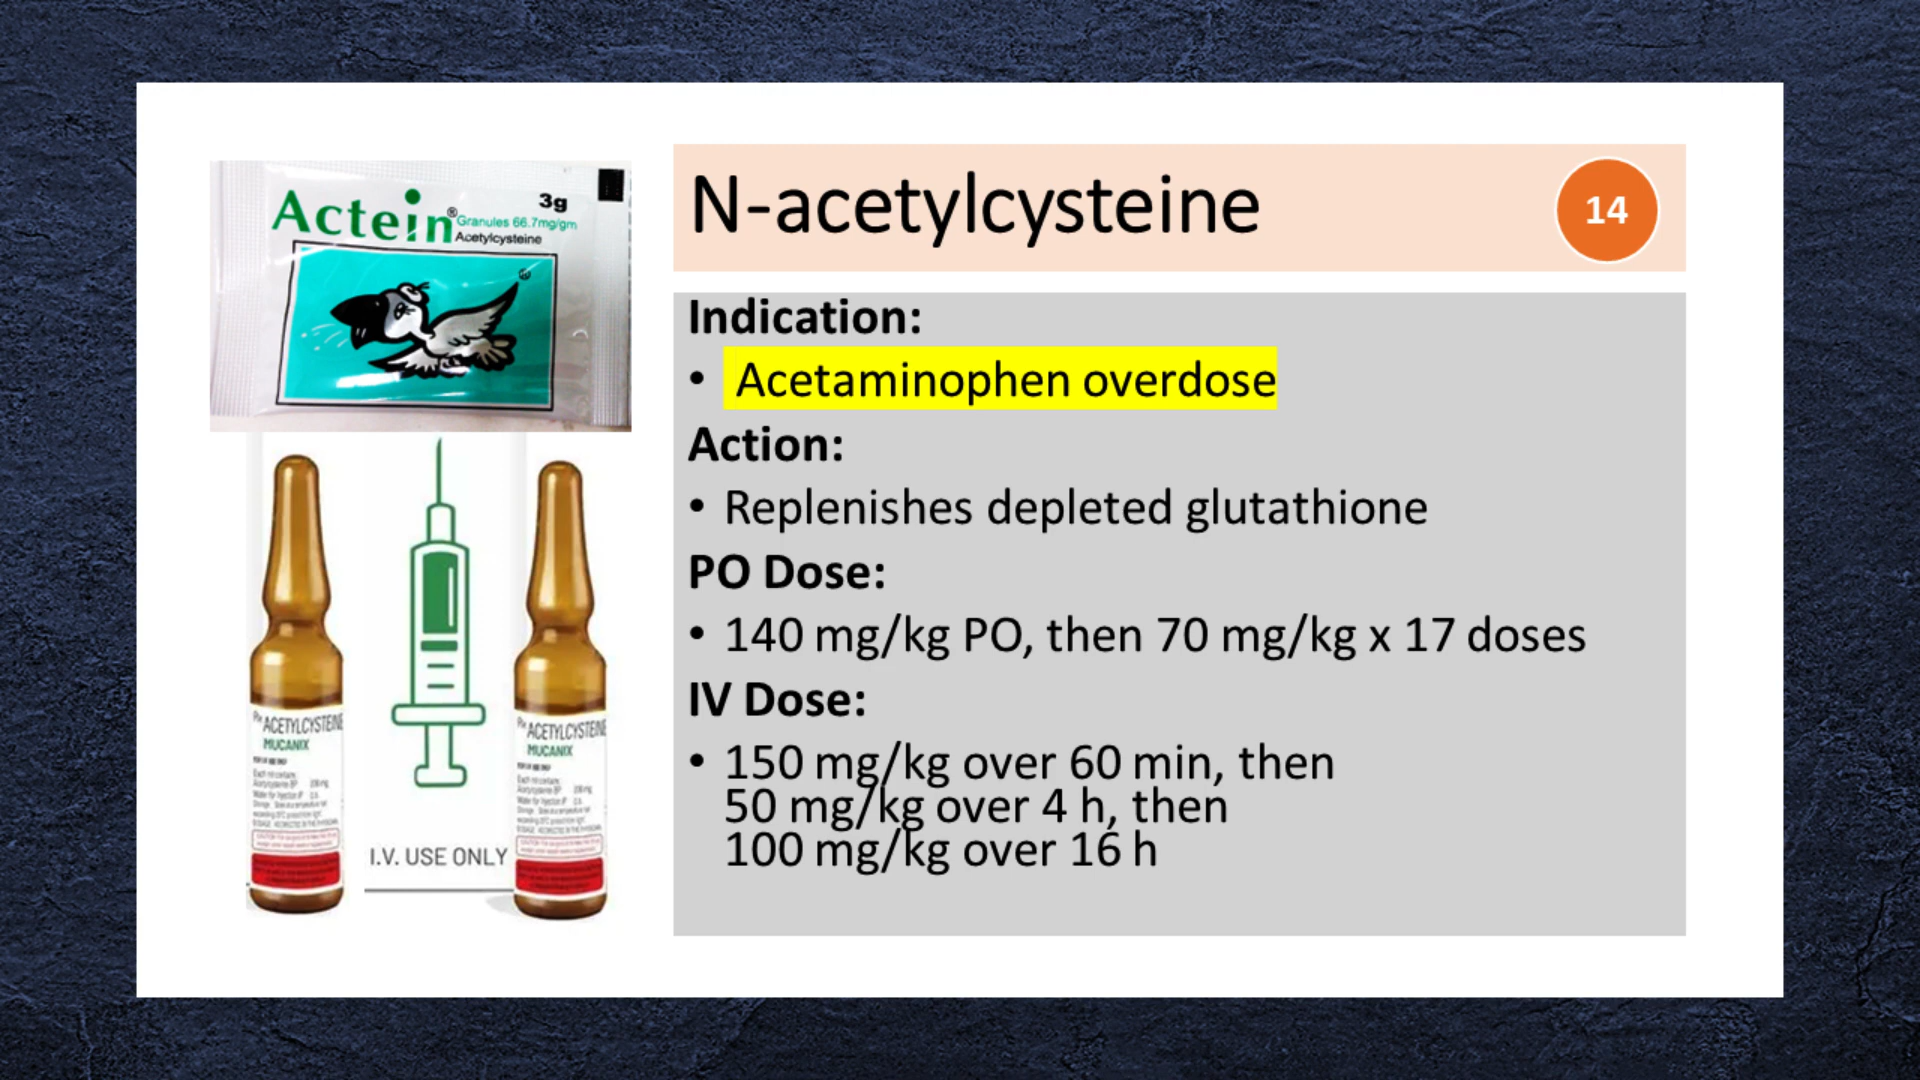 Actein®
3g
Granules 66.7mg/gm
Acetylcysteine
N-acetylcysteine
14
Indication:
• Acetaminophen overdose
Action:
• Replenishes depleted glutathione
PO Dose:
• 140 mg/kg PO, then 70 mg/kg x 17 doses
IV Dose:
• 150 mg/kg over 60 min, then
50 mg/kg over 4 h, then
100 mg/kg over 16 h
ACETYLCYSTEINE
MUCANIX
I.V. USE ONLY
ACETYLCYSTEINE
MUCANIX